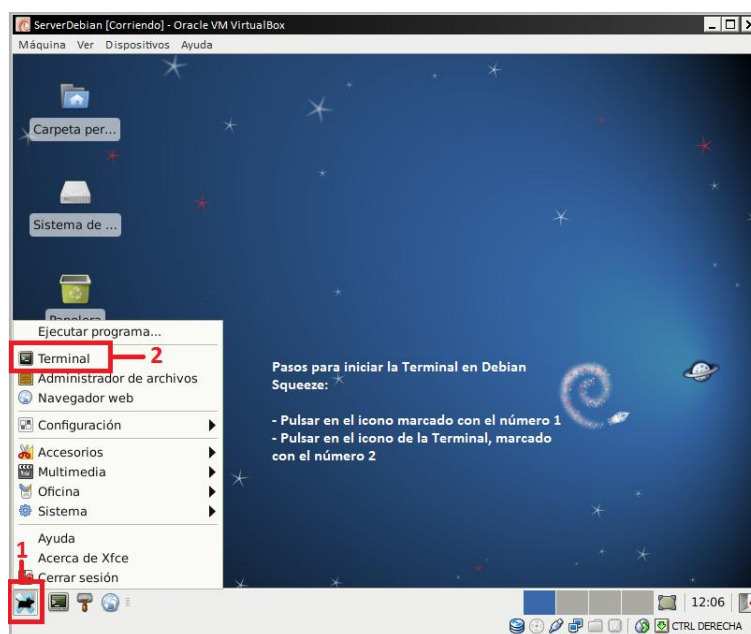 ServerDebian [Corriendo] - Oracle VM VirtualBox
Máquina Ver Dispositivos Ayuda
Carpeta per...
Sistema de ...
Papelera
Ejecutar programa...
Terminal
2
Administrador de archivos
Navegador web
Configuración
Accesorios
Multimedia
Oficina
Sistema
Ayuda
Acerca de Xfce
Cerrar sesión
1
Pasos para iniciar la Terminal en Debian
Squeeze:
- Pulsar en el icono marcado con el número 1
- Pulsar en el icono de la Terminal, marcado
con el número 2
12:06
CTRL DERECHA